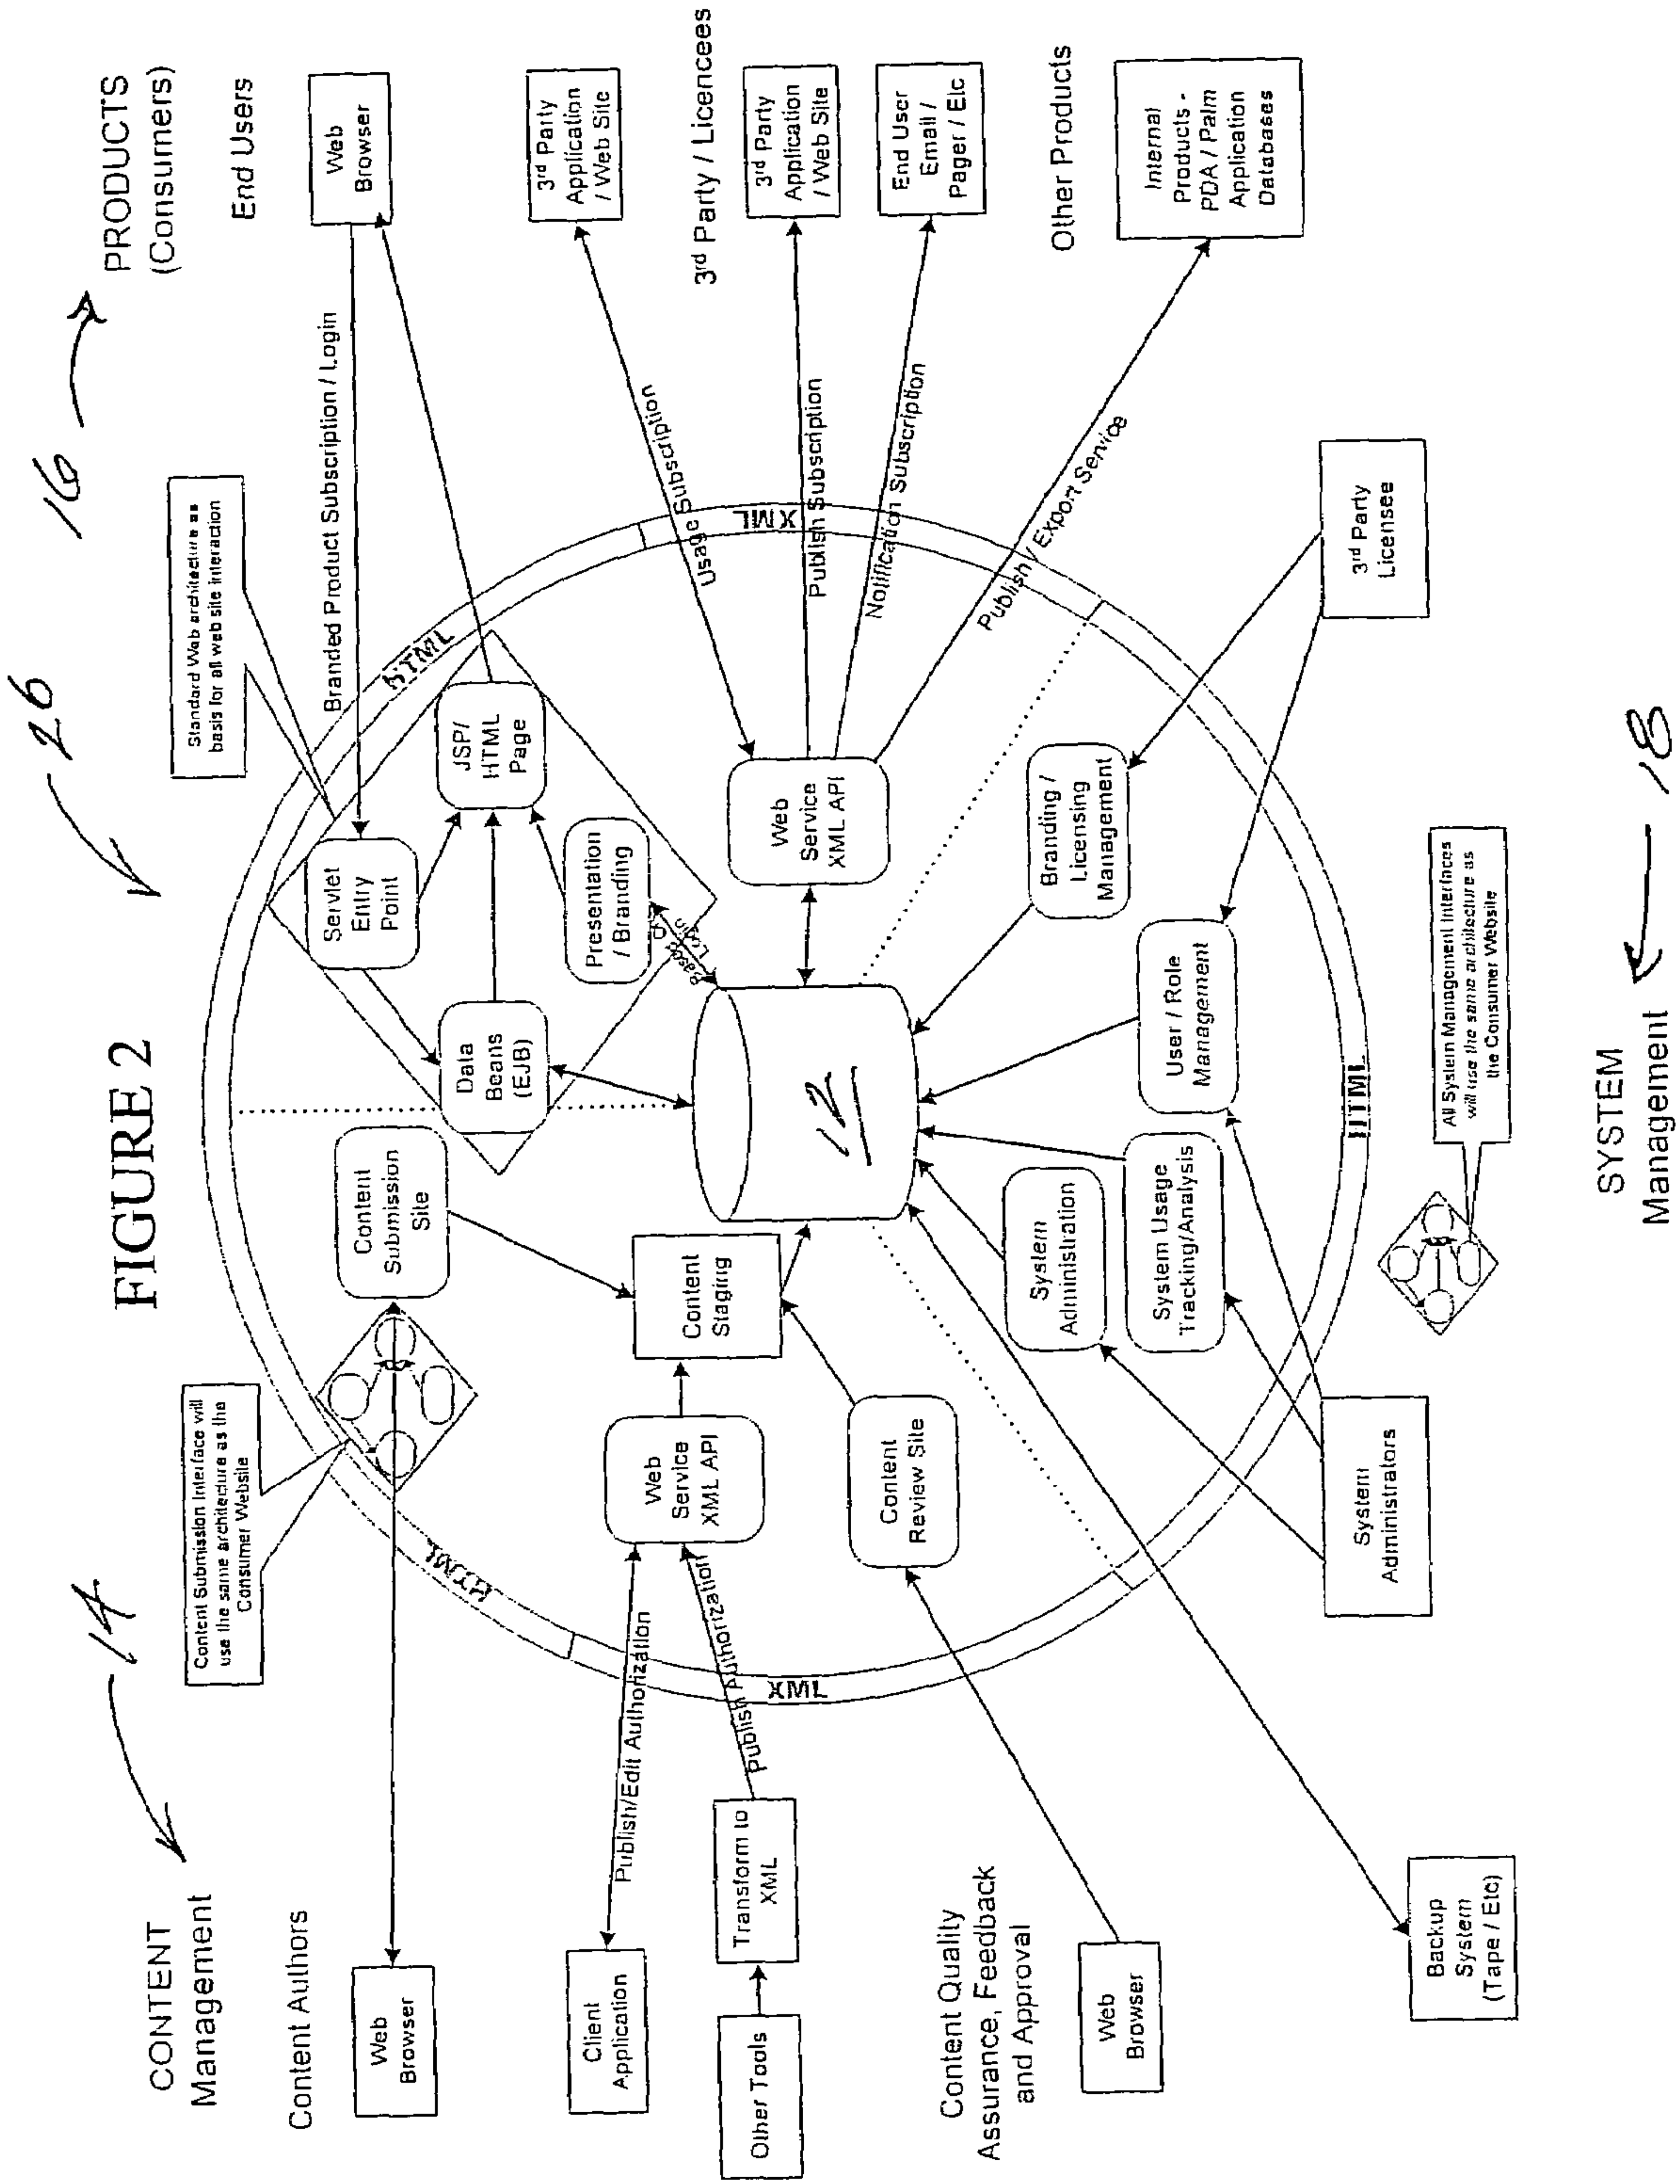 FIGURE 2
26
14
CONTENT
Management
16
PRODUCTS
(Consumers)
Content Authors
End Users
Content Submission Interface will
use the same architecture as the
Consumer Website
Standard Web architecture as
basis for all web site interaction
Branded Product Subscription / Login
Web
Browser
HTML
Content
Submission
Site
Servlet
Entry
Point
HTML
Web
Browser
Data
Beans
(EJB)
JSP/
HTML
Page
Presentation
/ Branding
Based
On
Login
Client
Application
Publish/Edit Authorization
Web
Service
XML API
Content
Staging
12
Web
Service
XML API
Usage Subscription
3rd Party
Application
/ Web Site
Other Tools
Transform to
XML
Publish Authorization
XML
XML
Publish Subscription
3rd Party / Licencees
3rd Party
Application
/ Web Site
Content Quality
Assurance, Feedback
and Approval
Content
Review Site
Notification Subscription
End User
Email /
Pager / Etc
Web
Browser
System
Administration
Branding /
Licensing
Management
Publish / Export Service
Other Products
Internal
Products -
PDA / Palm
Application
Databases
System Usage
Tracking/Analysis
User / Role
Management
Backup
System
(Tape / Etc)
System
Administrators
HTML
3rd Party
Licensee
All System Management Interfaces
will use the same architecture as
the Consumer Website
SYSTEM
Management
18